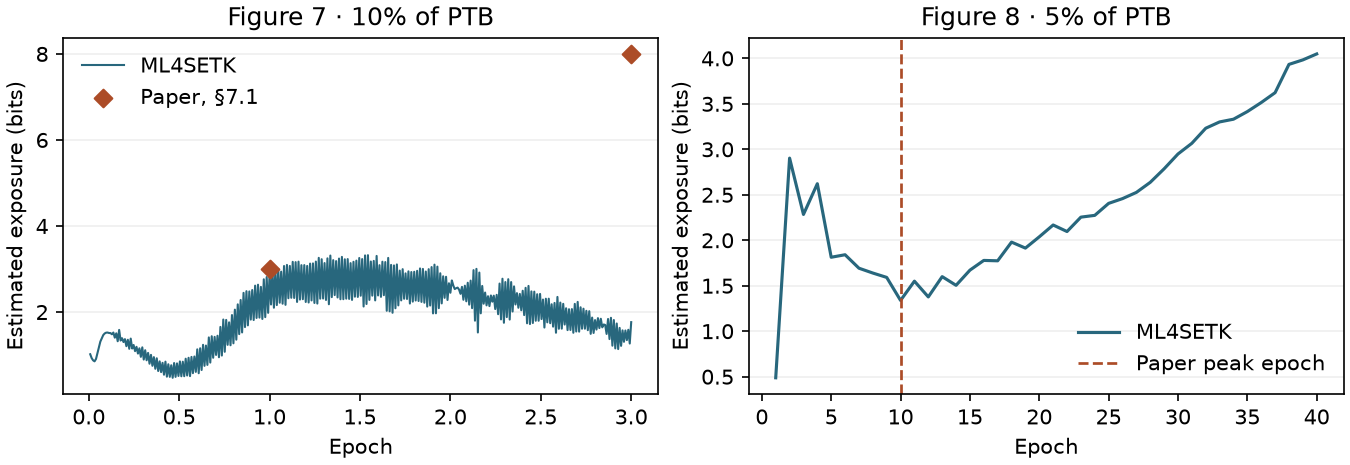 Figure 7 · 10% of PTB
Estimated exposure (bits)
8
6
4
2
ML4SETK
Paper, §7.1
0.0 0.5 1.0 1.5 2.0 2.5 3.0
Epoch
Figure 8 · 5% of PTB
Estimated exposure (bits)
4.0
3.5
3.0
2.5
2.0
1.5
1.0
0.5
ML4SETK
Paper peak epoch
0 5 10 15 20 25 30 35 40
Epoch